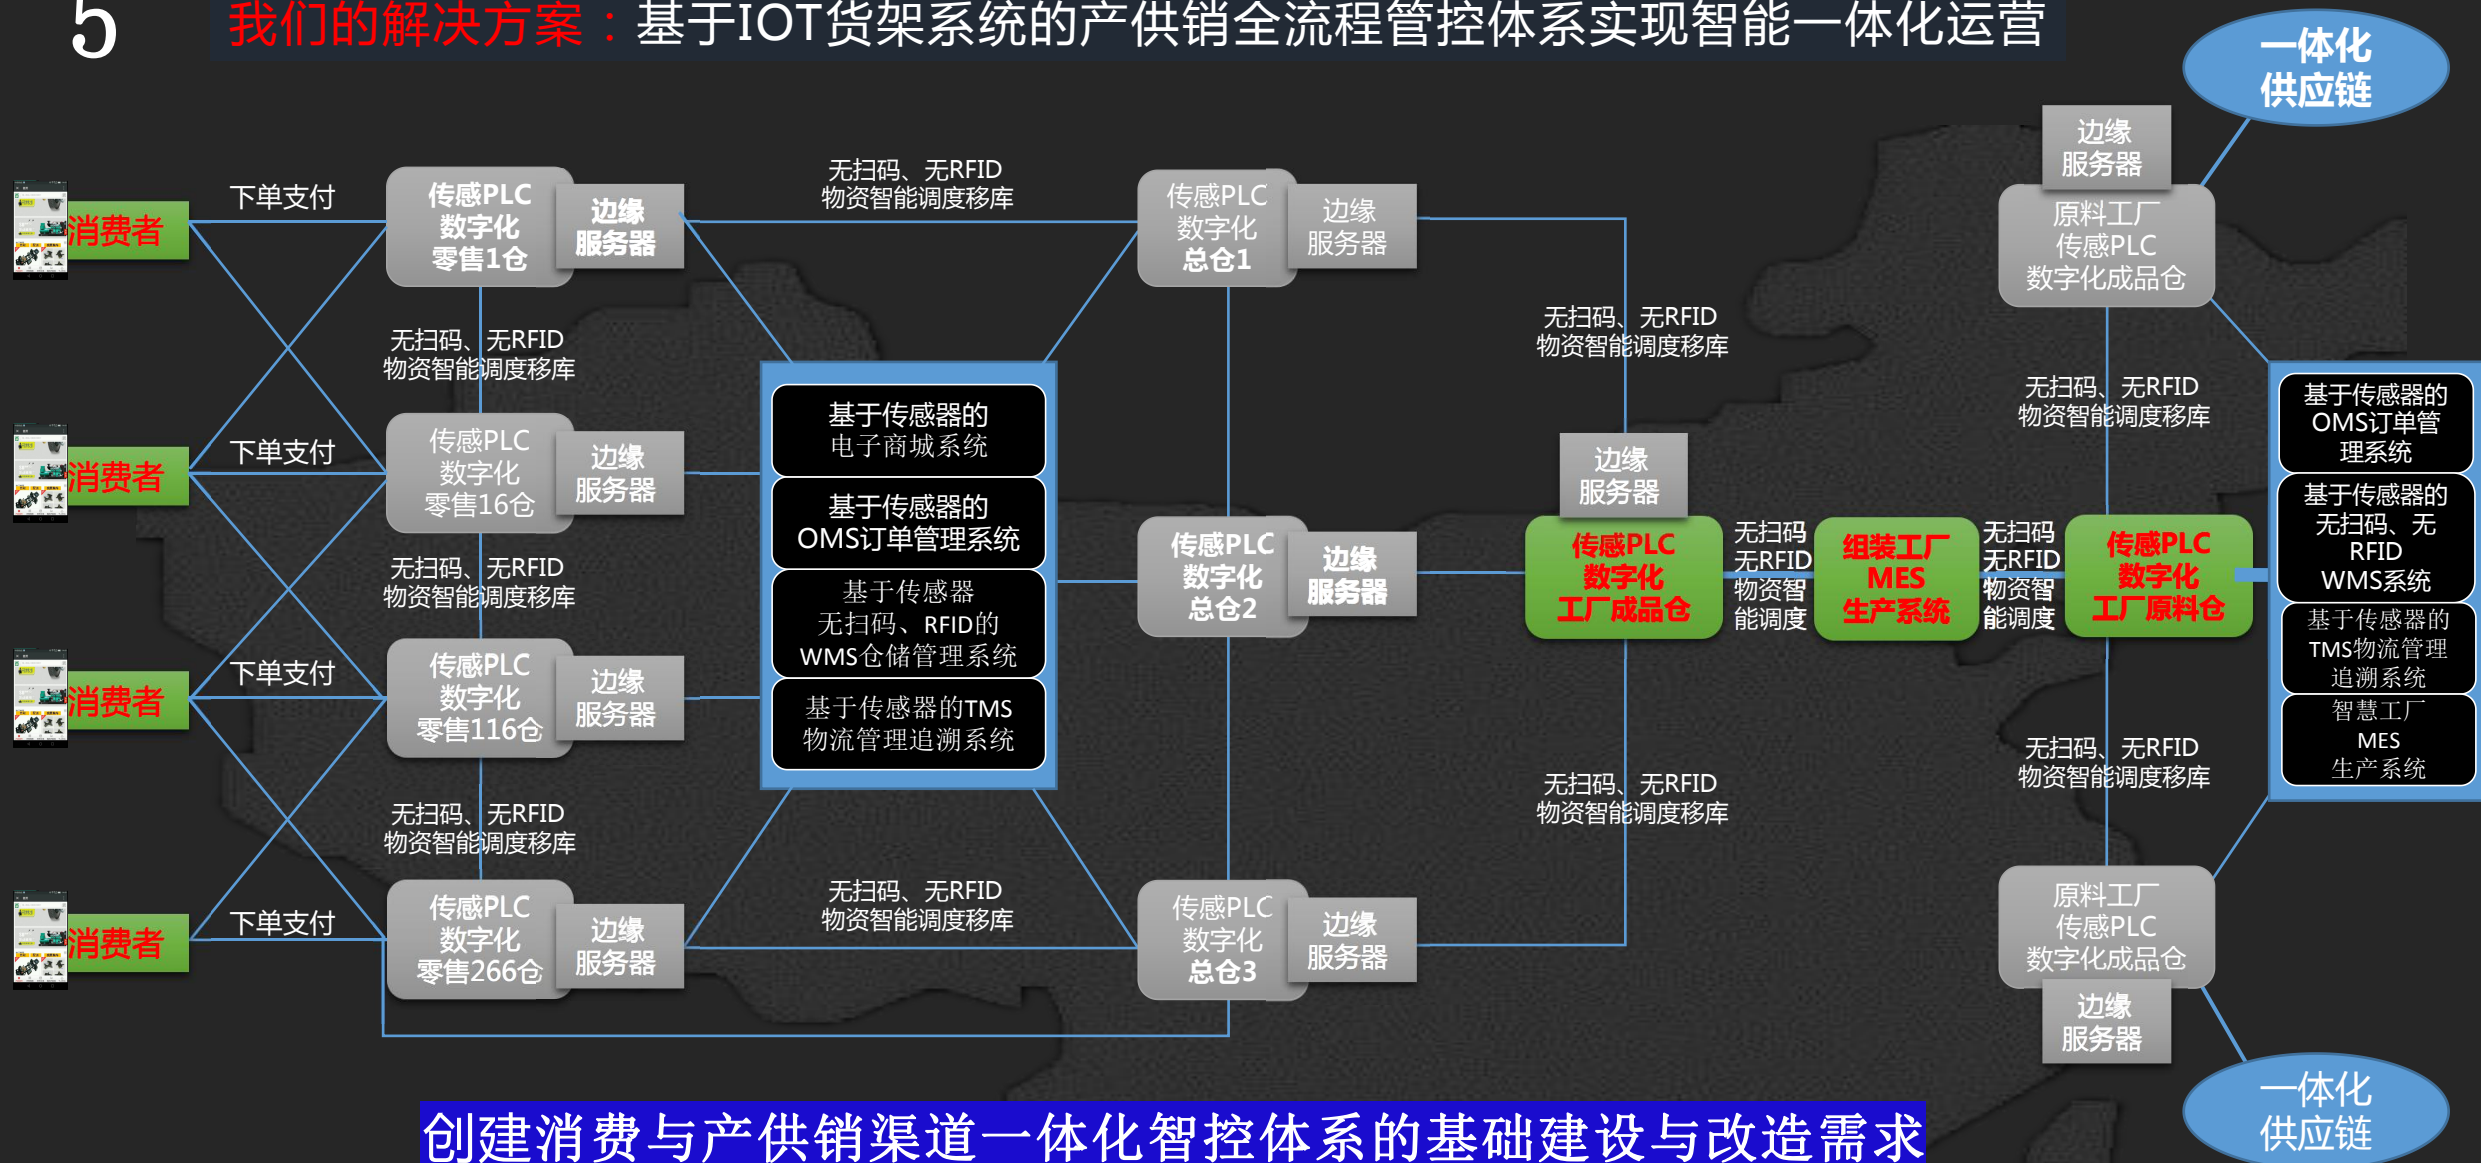 5
我们的解决方案：基于IOT货架系统的产供销全流程管控体系实现智能一体化运营
一体化
供应链
消费者
下单支付
传感PLC
数字化
零售1仓
边缘
服务器
无扫码、无RFID
物资智能调度移库
传感PLC
数字化
总仓1
边缘
服务器
边缘
服务器
原料工厂
传感PLC
数字化成品仓
无扫码、无RFID
物资智能调度移库
无扫码、无RFID
物资智能调度移库
无扫码、无RFID
物资智能调度移库
消费者
下单支付
传感PLC
数字化
零售16仓
边缘
服务器
基于传感器的
电子商城系统
基于传感器的
OMS订单管理系统
基于传感器
无扫码、RFID的
WMS仓储管理系统
基于传感器的TMS
物流管理追溯系统
传感PLC
数字化
总仓2
边缘
服务器
边缘
服务器
传感PLC
数字化
工厂成品仓
无扫码
无RFID
物资智
能调度
组装工厂
MES
生产系统
无扫码
无RFID
物资智
能调度
传感PLC
数字化
工厂原料仓
基于传感器的
OMS订单管
理系统
基于传感器的
无扫码、无
RFID
WMS系统
基于传感器的
TMS物流管理
追溯系统
智慧工厂
MES
生产系统
无扫码、无RFID
物资智能调度移库
消费者
下单支付
传感PLC
数字化
零售116仓
边缘
服务器
无扫码、无RFID
物资智能调度移库
无扫码、无RFID
物资智能调度移库
无扫码、无RFID
物资智能调度移库
消费者
下单支付
传感PLC
数字化
零售266仓
边缘
服务器
无扫码、无RFID
物资智能调度移库
传感PLC
数字化
总仓3
边缘
服务器
原料工厂
传感PLC
数字化成品仓
边缘
服务器
一体化
供应链
创建消费与产供销渠道一体化智控体系的基础建设与改造需求